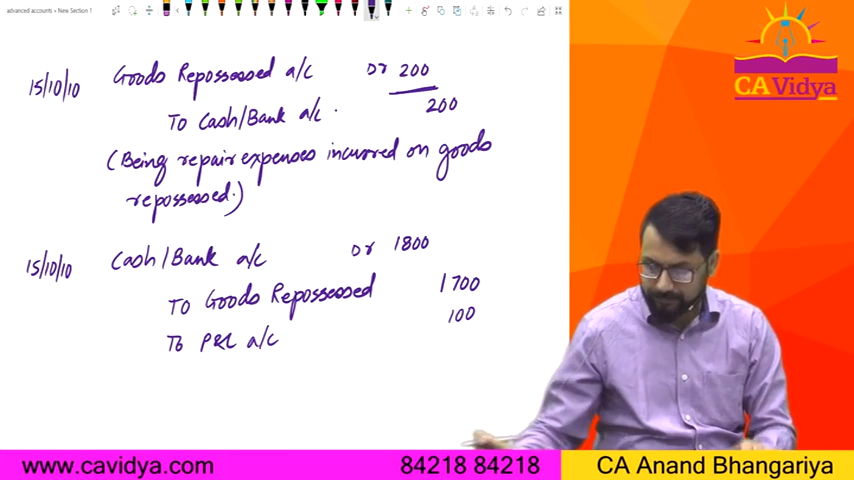 advanced accounts > New Section 1
CA Vidya
15/10/10 Goods Repossessed a/c Dr 200
To Cash/Bank a/c. 200
(Being repair expenses incurred on goods
repossessed.)
15/10/10 Cash/Bank a/c Dr 1800
To Goods Repossessed 1700
To P&L a/c 100
www.cavidya.com 84218 84218 CA Anand Bhangariya